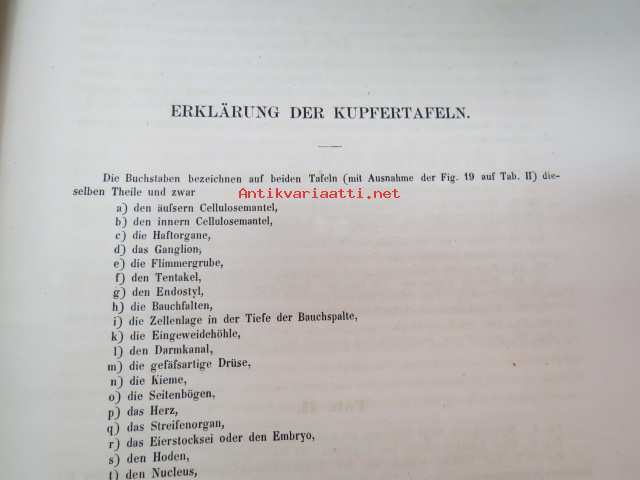 ERKLÄRUNG DER KUPFERTAFELN.
Die Buchstaben bezeichnen auf beiden Tafeln (mit Ausnahme der Fig. 19 auf Tab. II) die-
selben Theile und zwar
Antikvariaatti.net
a) den äufsern Cellulosemantel,
b) den innern Cellulosemantel,
c) die Haftorgane,
d) das Ganglion,
e) die Flimmergrube,
f) den Tentakel,
g) den Endostyl,
h) die Bauchfalten,
i) die Zellenlage in der Tiefe der Bauchspalte,
k) die Eingeweidehöhle,
l) den Darmkanal,
m) die gefäfsartige Drüse,
n) die Kieme,
o) die Seitenbögen,
p) das Herz,
q) das Streifenorgan,
r) das Eierstocksei oder den Embryo,
s) den Hoden,
t) den Nucleus,